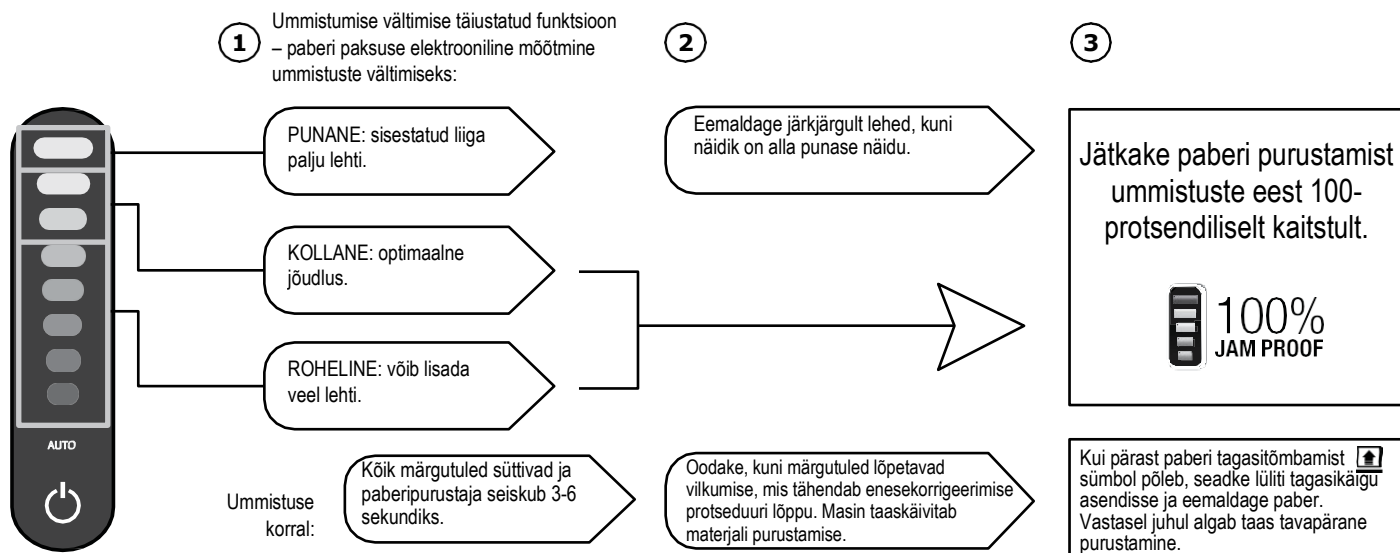 1
Ummistumise vältimise täiustatud funktsioon
– paberi paksuse elektrooniline mõõtmine
ummistuste vältimiseks:
2
3
PUNANE: sisestatud liiga
palju lehti.
Eemaldage järkjärgult lehed, kuni
näidik on alla punase näidu.
Jätkake paberi purustamist
ummistuste eest 100-
protsendiliselt kaitstult.
KOLLANE: optimaalne
jõudlus.
100%
JAM PROOF
ROHELINE: võib lisada
veel lehti.
AUTO
Ummistuse
korral:
Kõik märgutuled süttivad ja
paberipurustaja seiskub 3-6
sekundiks.
Oodake, kuni märgutuled lõpetavad
vilkumise, mis tähendab enesekorrigeerimise
protseduuri lõppu. Masin taaskäivitab
materjali purustamise.
Kui pärast paberi tagasitõmbamist
sümbol põleb, seadke lüliti tagasikäigu
asendisse ja eemaldage paber.
Vastasel juhul algab taas tavapärane
purustamine.